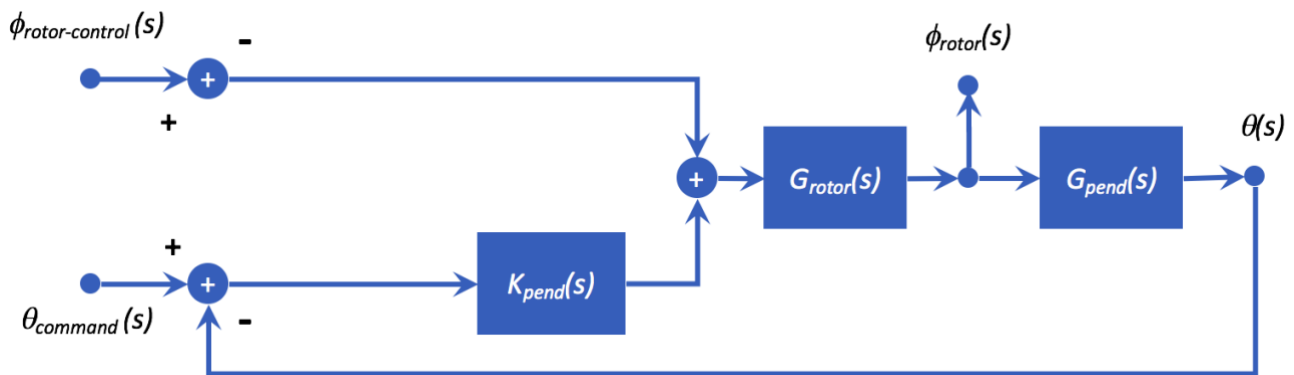 ϕrotor-control(s)
-
+
+
ϕrotor(s)
+
Grotor(s)
Gpend(s)
θ(s)
+
+
Kpend(s)
θcommand(s)
-